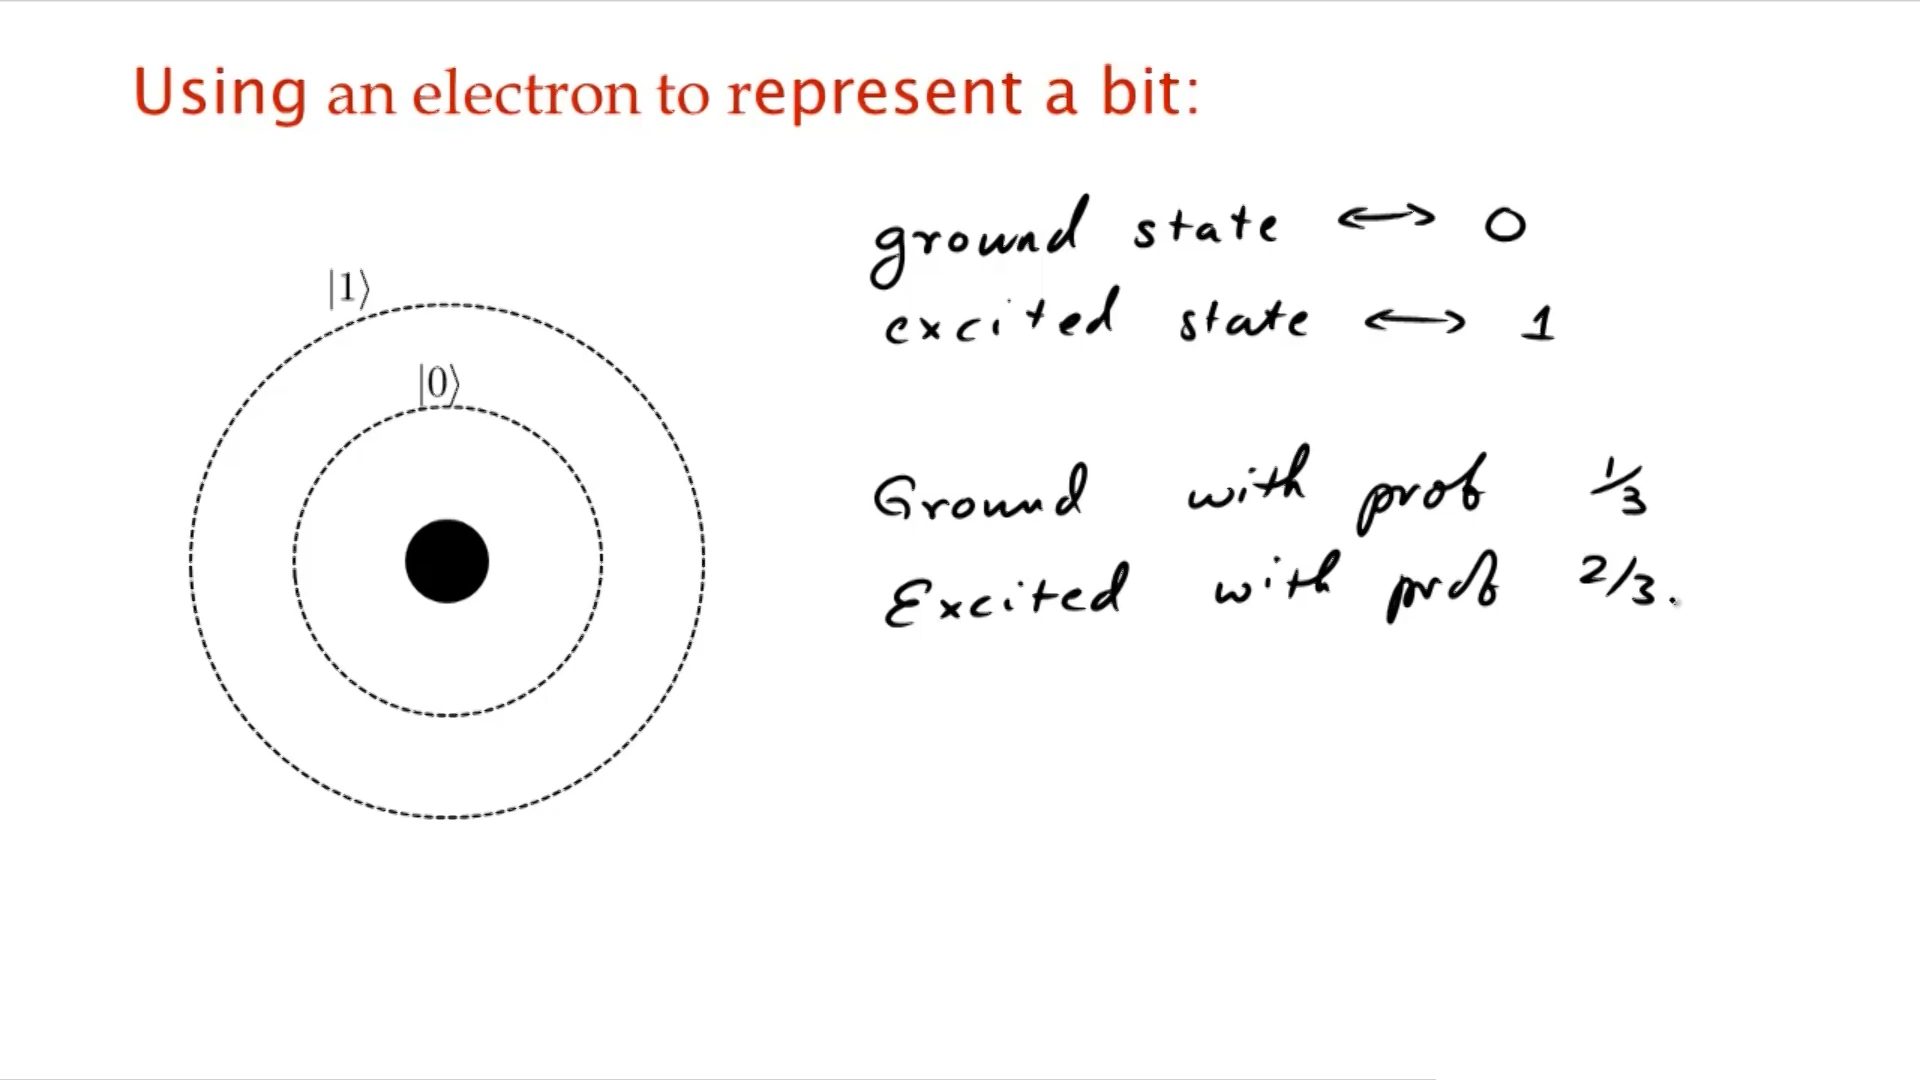 Using an electron to represent a bit:
ground state ↔ 0
excited state ↔ 1
|1⟩
|0⟩
Ground with prob 1/3
Excited with prob 2/3.